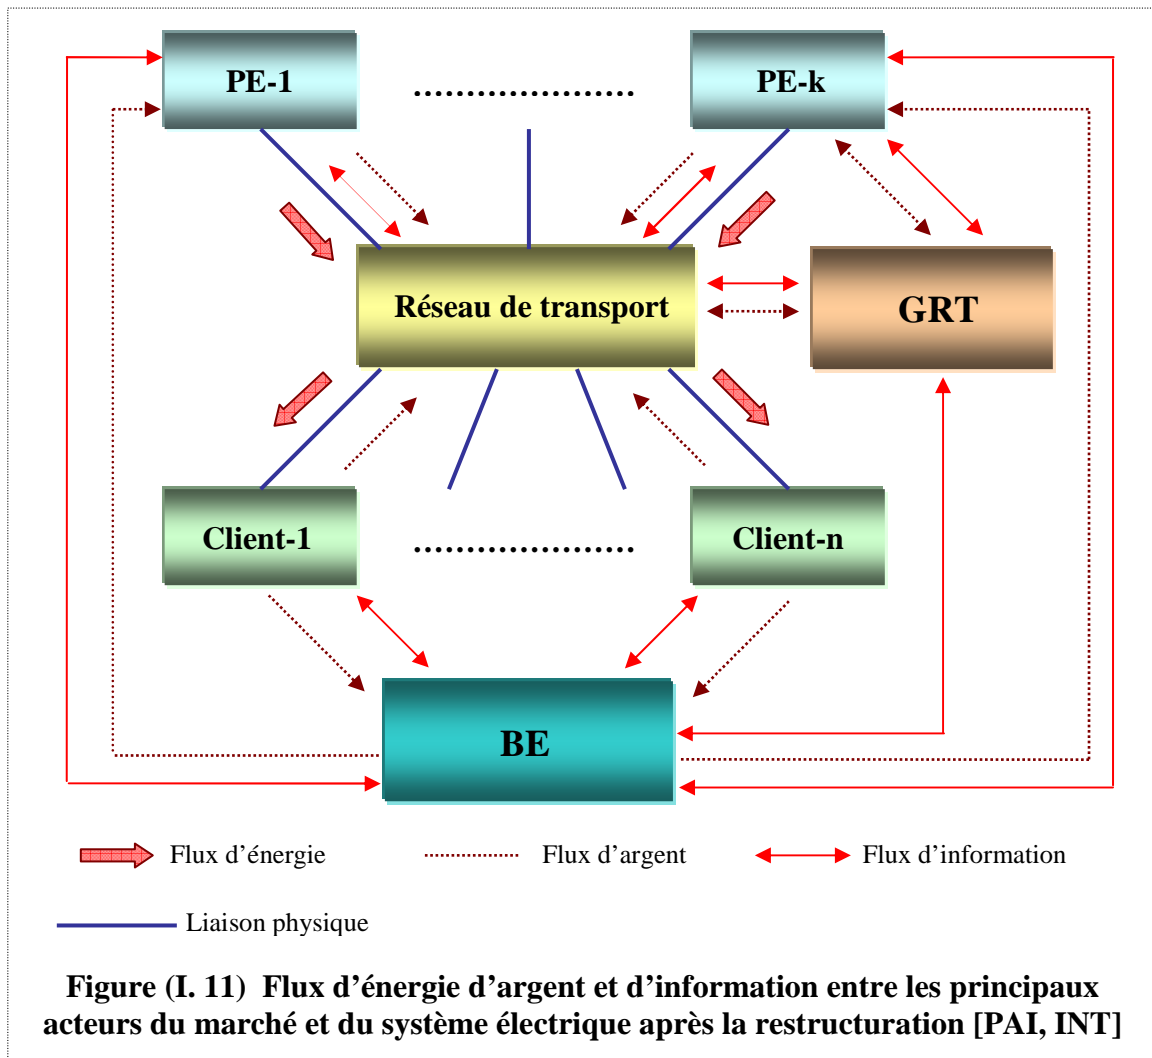 PE-1
.....................
PE-k
Réseau de transport
GRT
Client-1
.....................
Client-n
BE
Flux d'énergie
Flux d'argent
Flux d'information
Liaison physique
Figure (I. 11) Flux d'énergie d'argent et d'information entre les principaux
acteurs du marché et du système électrique après la restructuration [PAI, INT]